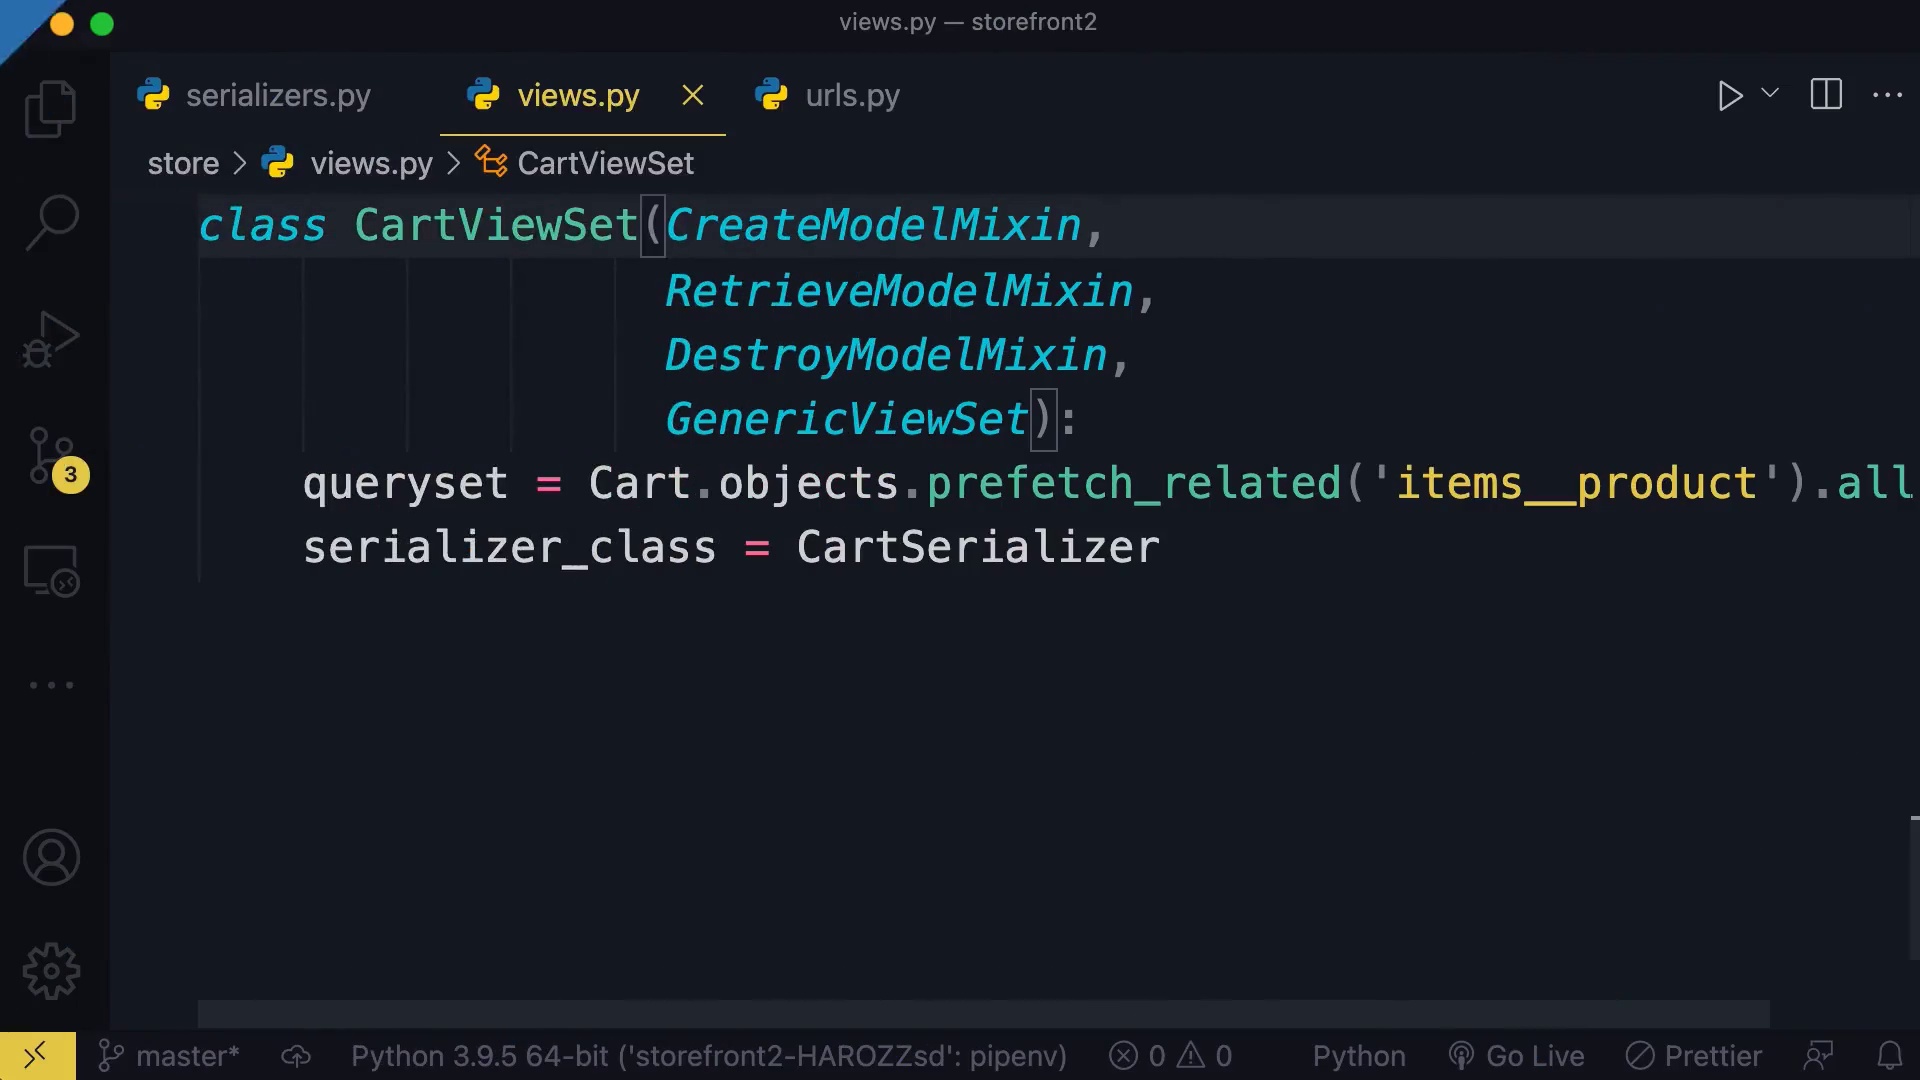 views.py — storefront2
serializers.py views.py urls.py
store > views.py > CartViewSet
class CartViewSet(CreateModelMixin,
RetrieveModelMixin,
DestroyModelMixin,
GenericViewSet):
queryset = Cart.objects.prefetch_related('items__product').all
serializer_class = CartSerializer
3
master* Python 3.9.5 64-bit ('storefront2-HAROZZsd': pipenv) 0 0 Python Go Live Prettier